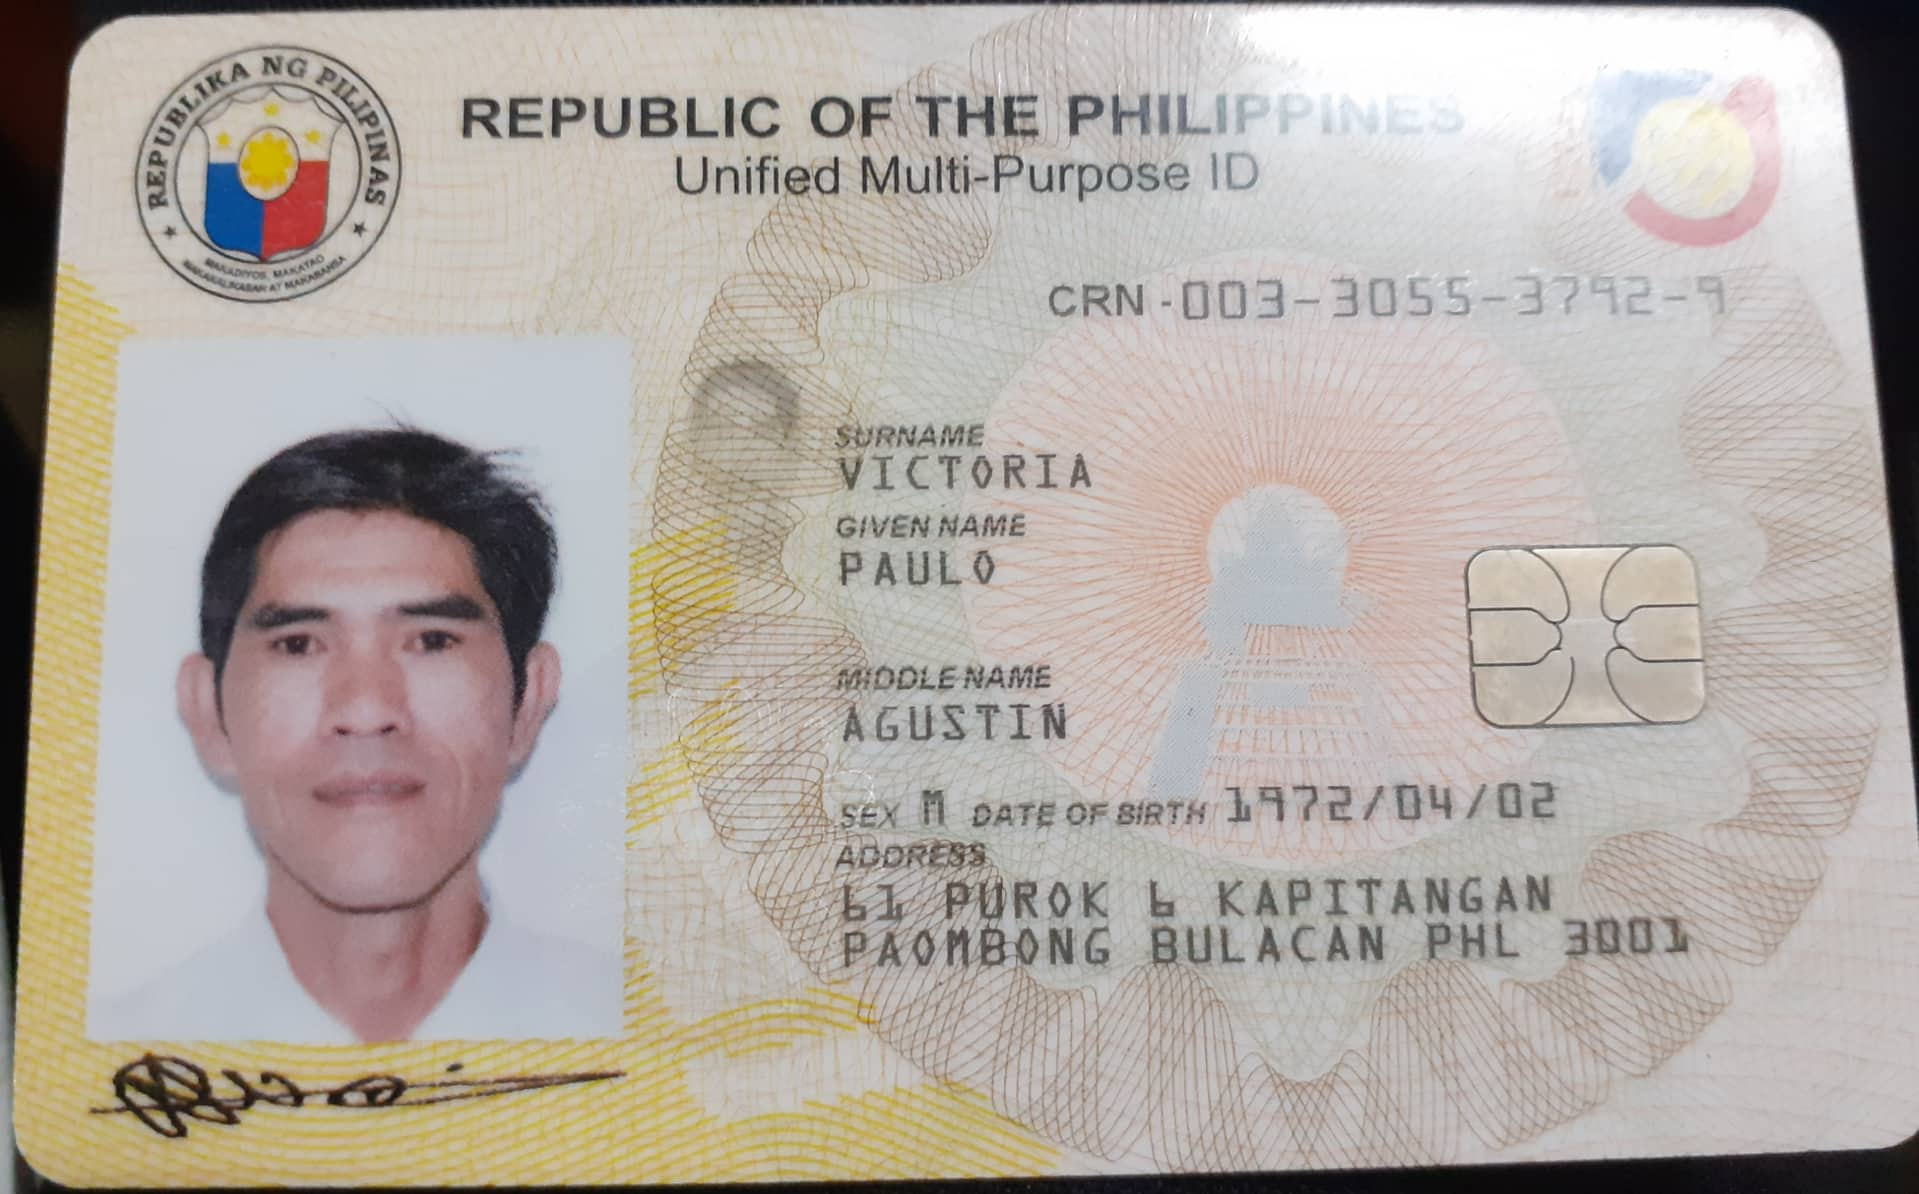 REPUBLIKA NG PILIPINAS
MAKADIYOS, MAKATAO
MAKAKALIKASAN AT MAKABANSA
REPUBLIC OF THE PHILIPPINES
Unified Multi-Purpose ID
CRN -003-3055-3792-9
SURNAME
VICTORIA
GIVEN NAME
PAULO
MIDDLE NAME
AGUSTIN
SEX M DATE OF BIRTH 1972/04/02
ADDRESS
61 PUROK 6 KAPITANGAN
PAOMBONG BULACAN PHL 3001